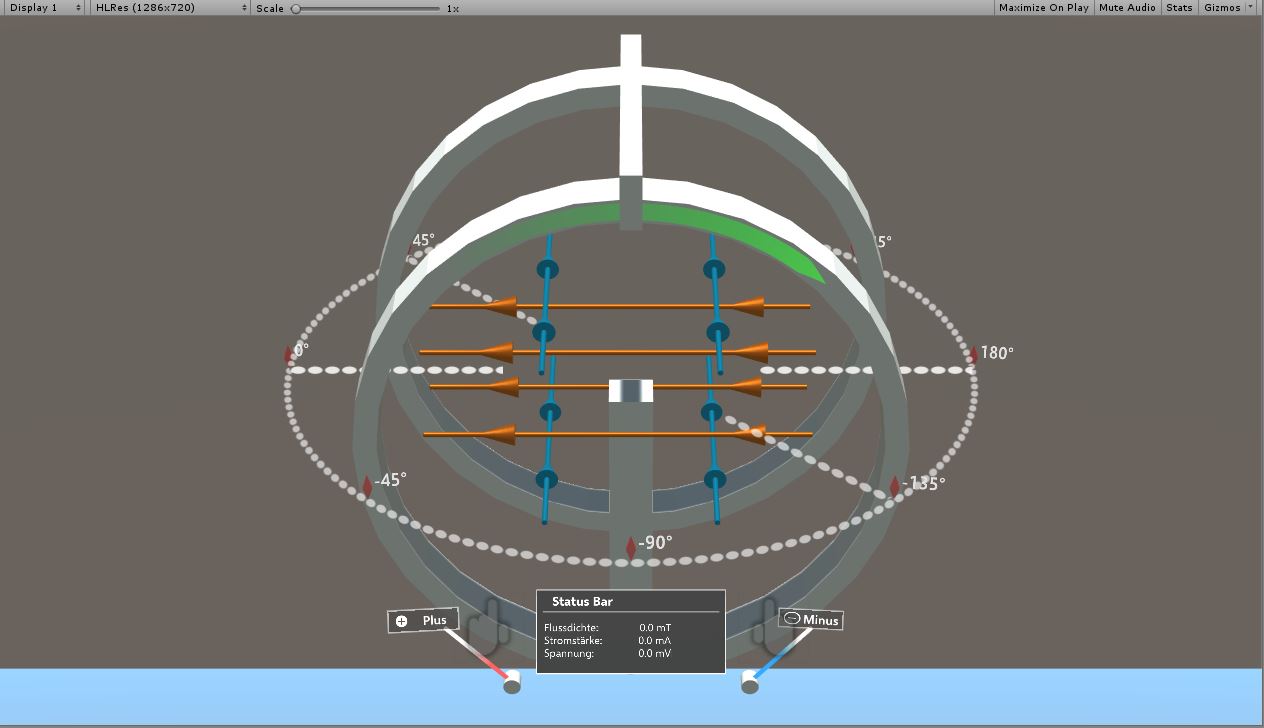 Display 1 HLRes (1286x720) Scale 1x Maximize On Play Mute Audio Stats Gizmos
45° 5°
0° 180°
-45° -135°
-90°
Plus Minus
Status Bar
Flussdichte: 0.0 mT
Stromstärke: 0.0 mA
Spannung: 0.0 mV